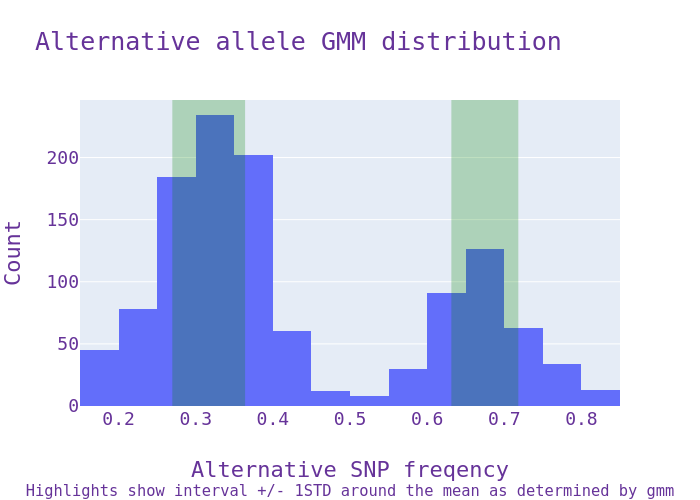 Alternative allele GMM distribution
Count
200
150
100
50
0
0.2 0.3 0.4 0.5 0.6 0.7 0.8
Alternative SNP freqency
Highlights show interval +/- 1STD around the mean as determined by gmm